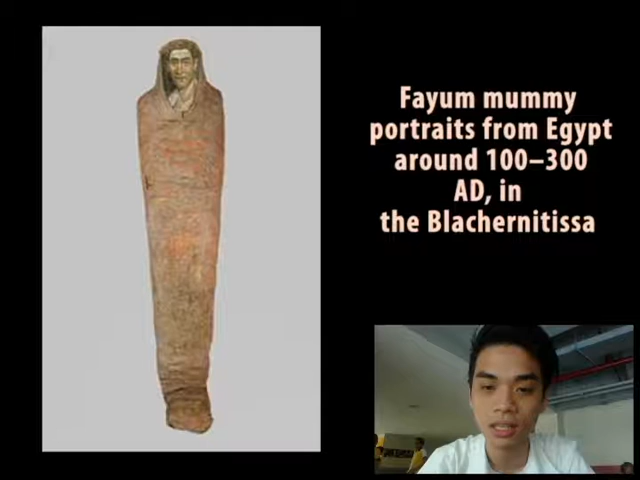 Fayum mummy
portraits from Egypt
around 100–300
AD, in
the Blachernitissa